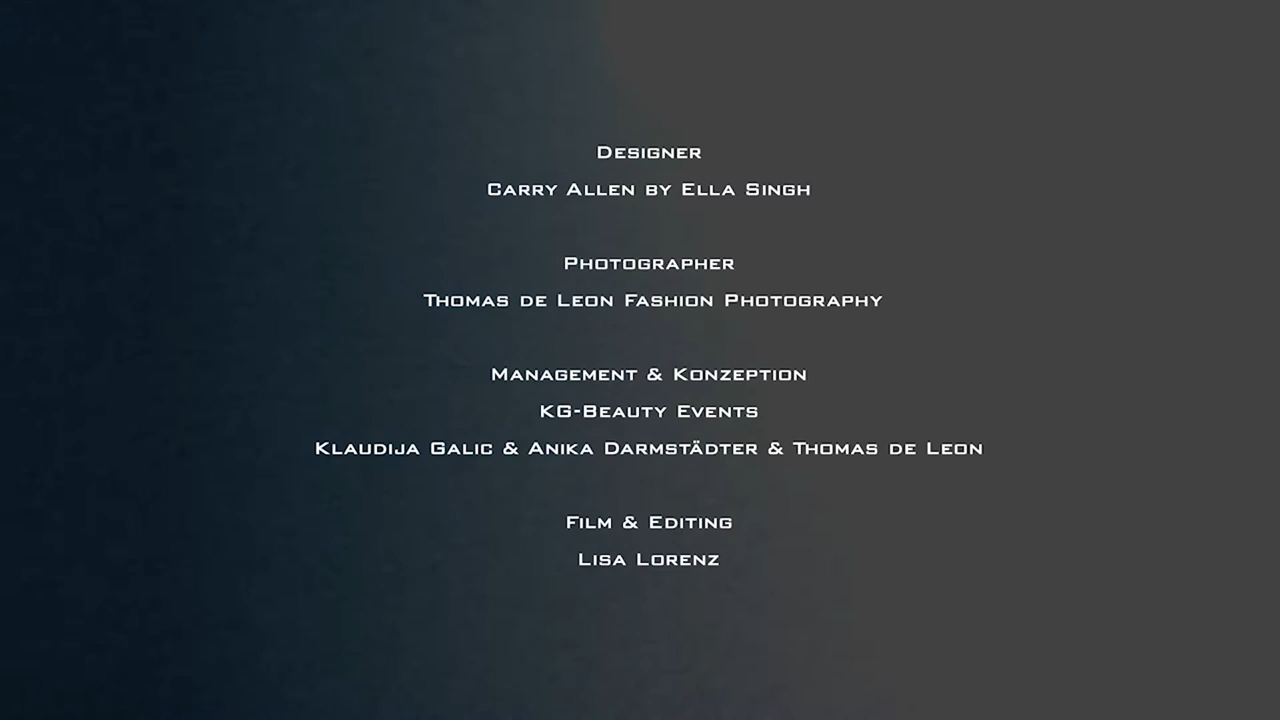 Designer
Carry Allen by Ella Singh
Photographer
Thomas de Leon Fashion Photography
Management & Konzeption
KG-Beauty Events
Klaudija Galic & Anika Darmstädter & Thomas de Leon
Film & Editing
Lisa Lorenz